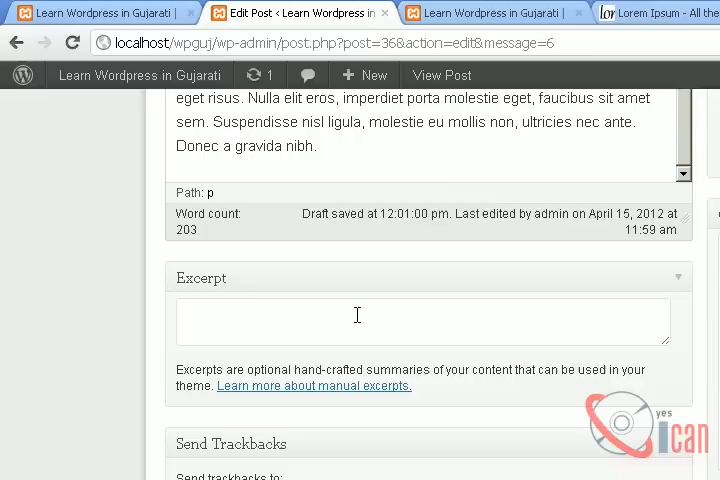 Learn Wordpress in Gujarati |
Edit Post ‹ Learn Wordpress in
Learn Wordpress in Gujarati |
Lorem Ipsum - All the
localhost/wpguj/wp-admin/post.php?post=36&action=edit&message=6
Learn Wordpress in Gujarati
1
New
View Post
eget risus. Nulla elit eros, imperdiet porta molestie eget, faucibus sit amet
sem. Suspendisse nisl ligula, molestie eu mollis non, ultricies nec ante.
Donec a gravida nibh.
Path: p
Word count:
203
Draft saved at 12:01:00 pm. Last edited by admin on April 15, 2012 at
11:59 am
Excerpt
Excerpts are optional hand-crafted summaries of your content that can be used in your
theme. Learn more about manual excerpts.
yes
ican
Send Trackbacks
Send trackbacks to: